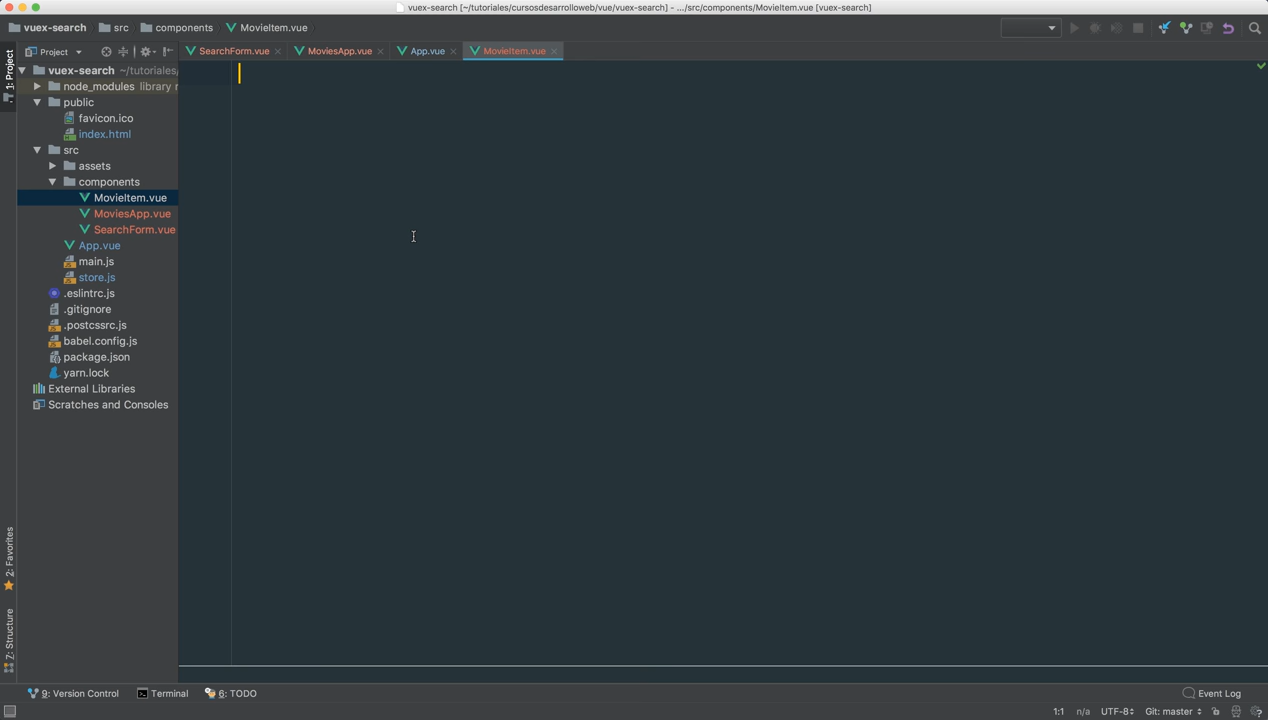 vuex-search [~/tutoriales/cursosdesarrolloweb/vue/vuex-search] - .../src/components/MovieItem.vue [vuex-search]
vuex-search src components MovieItem.vue
1: Project
Project
SearchForm.vue MoviesApp.vue App.vue MovieItem.vue
vuex-search ~/tutoriales/
node_modules library r
public
favicon.ico
index.html
src
assets
components
MovieItem.vue
MoviesApp.vue
SearchForm.vue
App.vue
main.js
store.js
.eslintrc.js
.gitignore
.postcssrc.js
babel.config.js
package.json
yarn.lock
External Libraries
Scratches and Consoles
2: Favorites
Z: Structure
9: Version Control Terminal 6: TODO Event Log
1:1 n/a UTF-8 Git: master